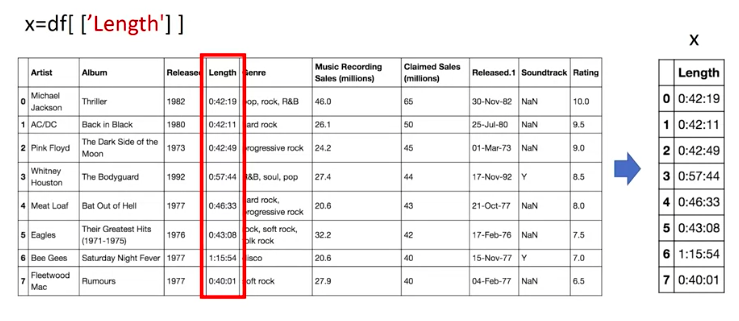 x=df[ ['Length'] ]
x
Artist Album Released Length Genre Music Recording Sales (millions) Claimed Sales (millions) Released.1 Soundtrack Rating
0 Michael Jackson Thriller 1982 0:42:19 pop, rock, R&B 46.0 65 30-Nov-82 NaN 10.0
1 AC/DC Back in Black 1980 0:42:11 hard rock 26.1 50 25-Jul-80 NaN 9.5
2 Pink Floyd The Dark Side of the Moon 1973 0:42:49 progressive rock 24.2 45 01-Mar-73 NaN 9.0
3 Whitney Houston The Bodyguard 1992 0:57:44 R&B, soul, pop 27.4 44 17-Nov-92 Y 8.5
4 Meat Loaf Bat Out of Hell 1977 0:46:33 hard rock, progressive rock 20.6 43 21-Oct-77 NaN 8.0
5 Eagles Their Greatest Hits (1971-1975) 1976 0:43:08 rock, soft rock, folk rock 32.2 42 17-Feb-76 NaN 7.5
6 Bee Gees Saturday Night Fever 1977 1:15:54 disco 20.6 40 15-Nov-77 Y 7.0
7 Fleetwood Mac Rumours 1977 0:40:01 soft rock 27.9 40 04-Feb-77 NaN 6.5
Length
0 0:42:19
1 0:42:11
2 0:42:49
3 0:57:44
4 0:46:33
5 0:43:08
6 1:15:54
7 0:40:01